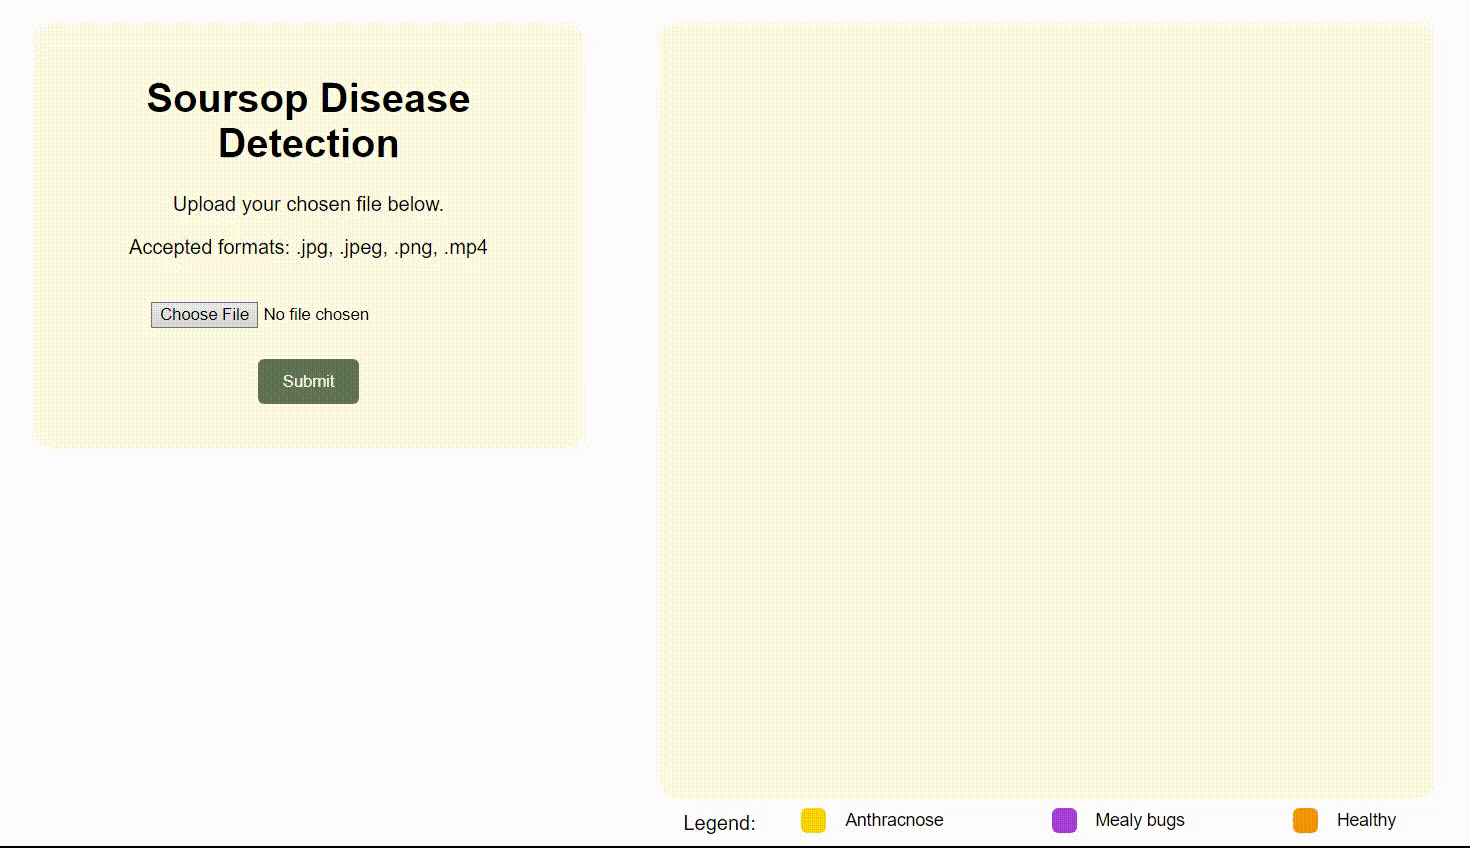 Soursop Disease
Detection
Upload your chosen file below.
Accepted formats: .jpg, .jpeg, .png, .mp4
Choose File No file chosen
Submit
Legend: Anthracnose Mealy bugs Healthy